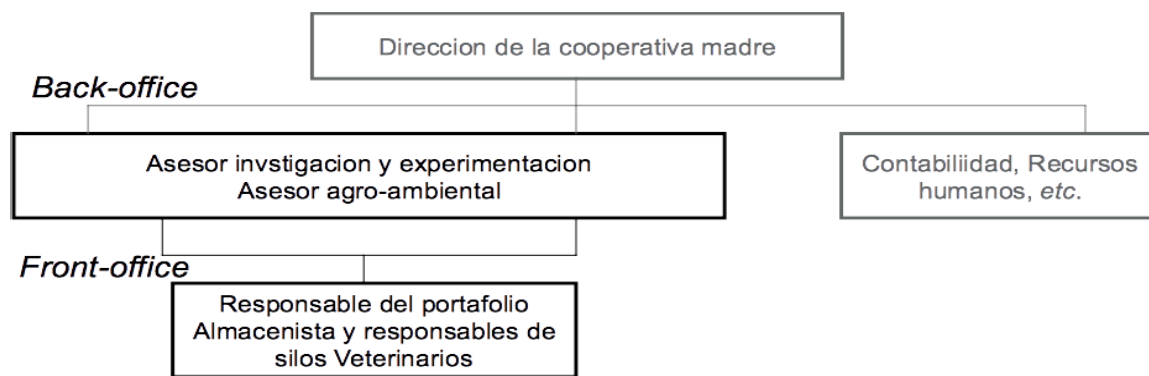 Direccion de la cooperativa madre
Back-office
Asesor invstigacion y experimentacion
Asesor agro-ambiental
Contabiliidad, Recursos
humanos, etc.
Front-office
Responsable del portafolio
Almacenista y responsables de
silos Veterinarios